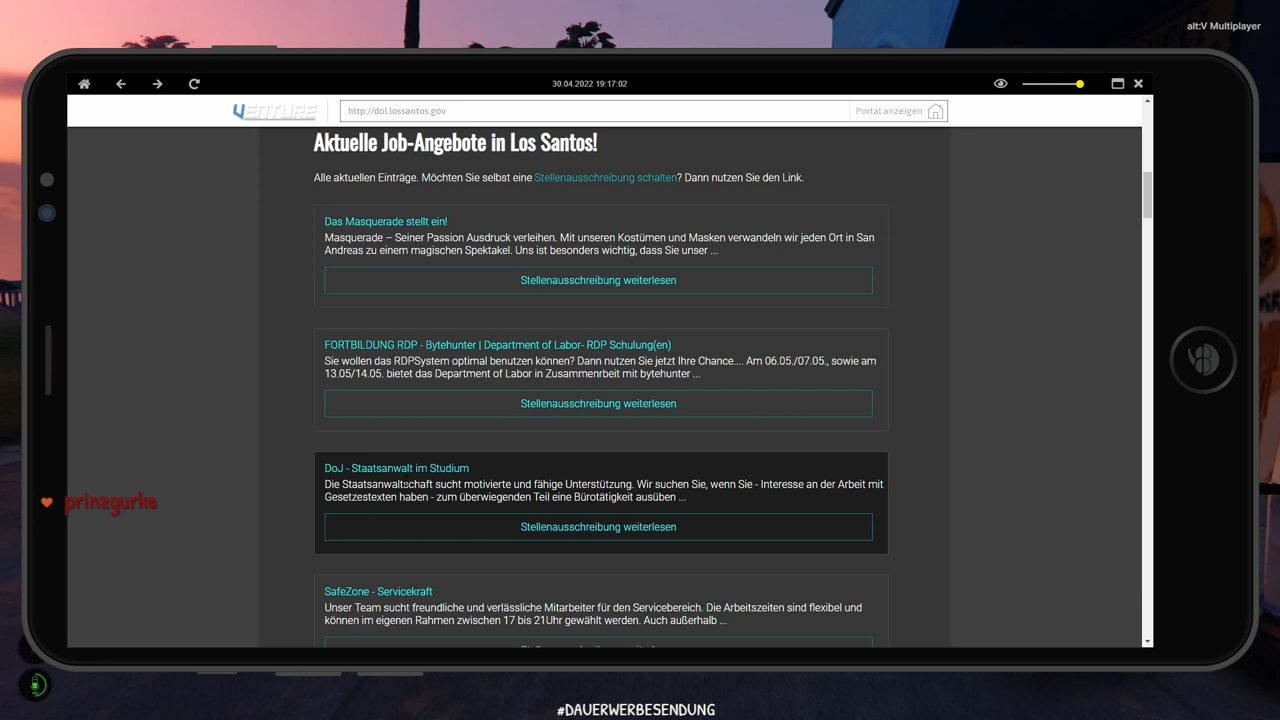 alt:V Multiplayer
30.04.2022 19:17:02
VENTURE
http://dol.lossantos.gov
Portal anzeigen
Aktuelle Job-Angebote in Los Santos!
Alle aktuellen Einträge. Möchten Sie selbst eine Stellenausschreibung schalten? Dann nutzen Sie den Link.
Das Masquerade stellt ein!
Masquerade – Seiner Passion Ausdruck verleihen. Mit unseren Kostümen und Masken verwandeln wir jeden Ort in San
Andreas zu einem magischen Spektakel. Uns ist besonders wichtig, dass Sie unser ...
Stellenausschreibung weiterlesen
FORTBILDUNG RDP - Bytehunter | Department of Labor- RDP Schulung(en)
Sie wollen das RDPSystem optimal benutzen können? Dann nutzen Sie jetzt Ihre Chance.... Am 06.05./07.05., sowie am
13.05/14.05. bietet das Department of Labor in Zusammenrbeit mit bytehunter ...
Stellenausschreibung weiterlesen
DoJ - Staatsanwalt im Studium
Die Staatsanwaltschaft sucht motivierte und fähige Unterstützung. Wir suchen Sie, wenn Sie - Interesse an der Arbeit mit
Gesetzestexten haben - zum überwiegenden Teil eine Bürotätigkeit ausüben ...
Stellenausschreibung weiterlesen
prinzgurke
SafeZone - Servicekraft
Unser Team sucht freundliche und verlässliche Mitarbeiter für den Servicebereich. Die Arbeitszeiten sind flexibel und
können im eigenen Rahmen zwischen 17 bis 21Uhr gewählt werden. Auch außerhalb ...
#DAUERWERBESENDUNG